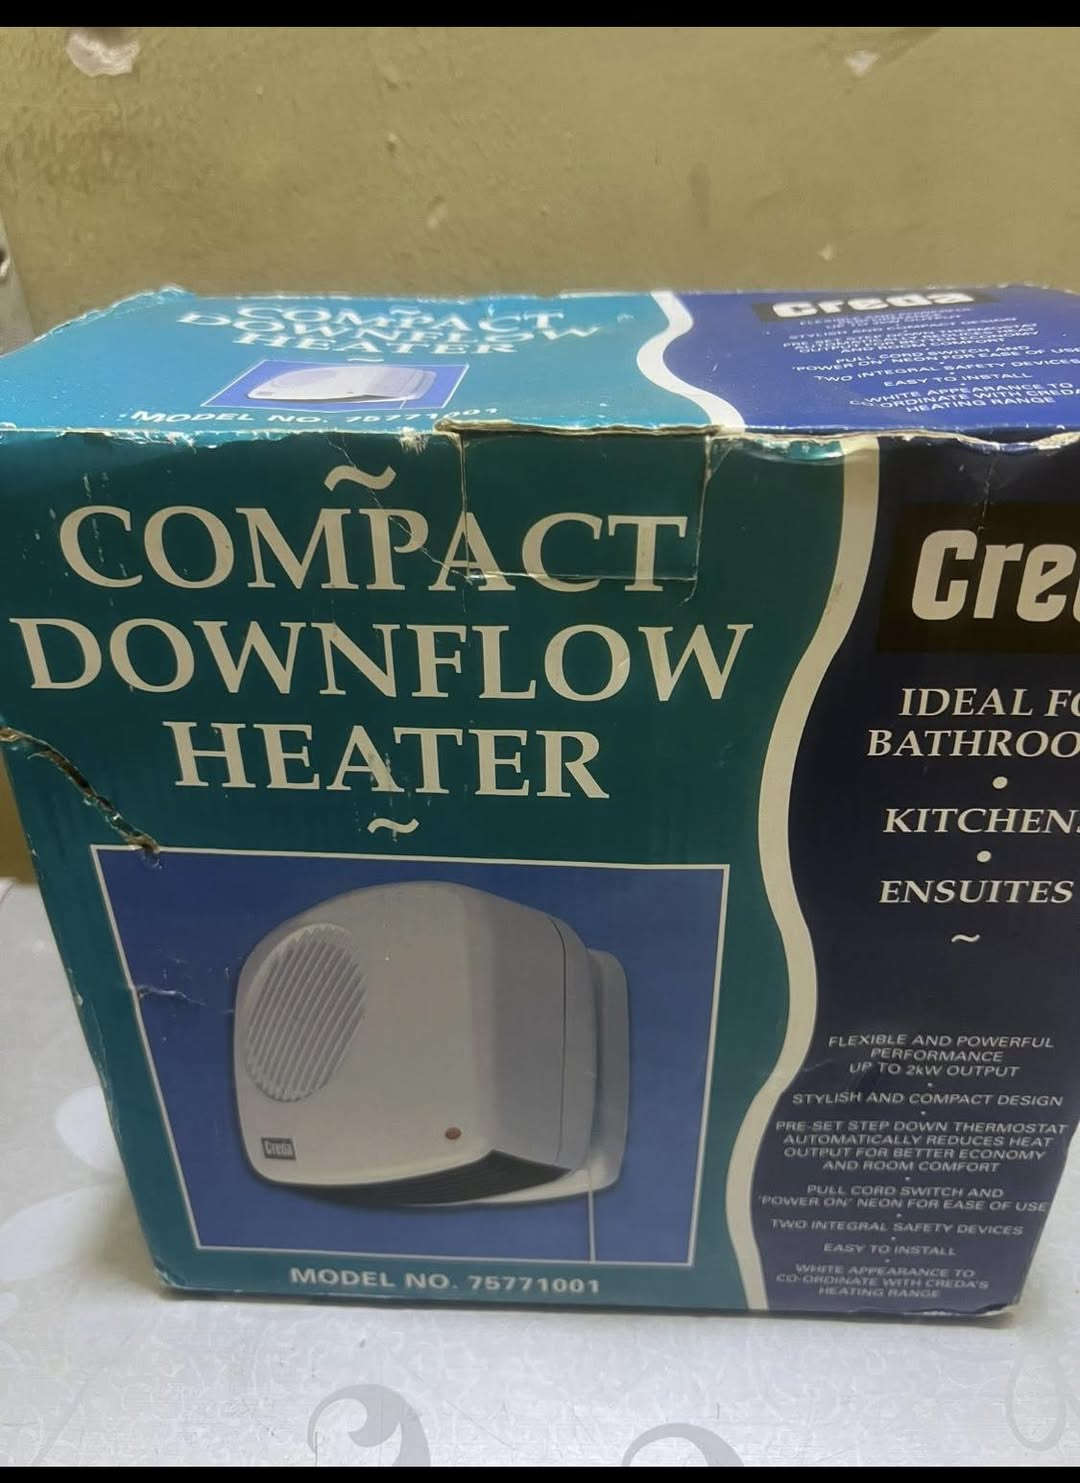 COMPACT
DOWNFLOW
HEATER
MODEL NO. 75771001
Creda
STYLISH AND COMPACT DESIGN
PULL CORD SWITCH AND
'POWER ON' NEON FOR EASE OF USE
TWO INTEGRAL SAFETY DEVICES
EASY TO INSTALL
WHITE APPEARANCE TO
CO-ORDINATE WITH CREDA
HEATING RANGE
~
COMPACT
DOWNFLOW
HEATER
~
Creda
MODEL NO. 75771001
Cre
IDEAL FO
BATHROO
•
KITCHEN
•
ENSUITES
~
FLEXIBLE AND POWERFUL
PERFORMANCE
UP TO 2kW OUTPUT
•
STYLISH AND COMPACT DESIGN
•
PRE-SET STEP DOWN THERMOSTAT
AUTOMATICALLY REDUCES HEAT
OUTPUT FOR BETTER ECONOMY
AND ROOM COMFORT
•
PULL CORD SWITCH AND
'POWER ON' NEON FOR EASE OF USE
•
TWO INTEGRAL SAFETY DEVICES
•
EASY TO INSTALL
•
WHITE APPEARANCE TO
CO-ORDINATE WITH CREDA'S
HEATING RANGE